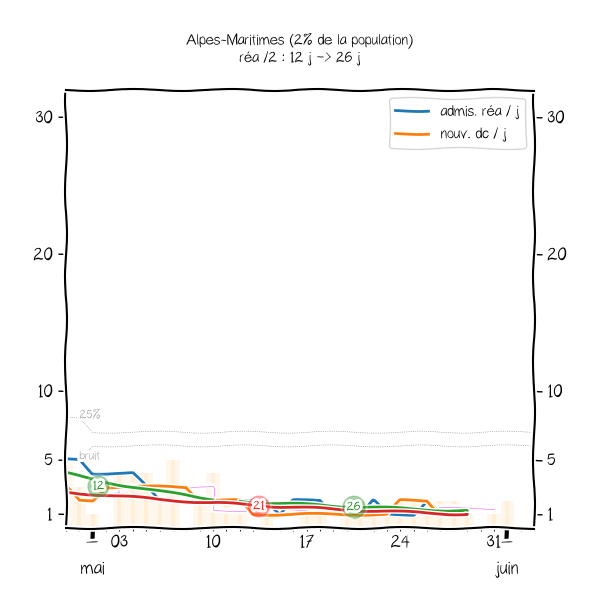 Alpes-Maritimes (2% de la population)
réa /2 : 12 j -> 26 j
admis. réa / j
nouv. dc / j
30
30
20
20
10
10
25%
5
bruit
5
12
21
26
1
1
03
10
17
24
31
mai
juin